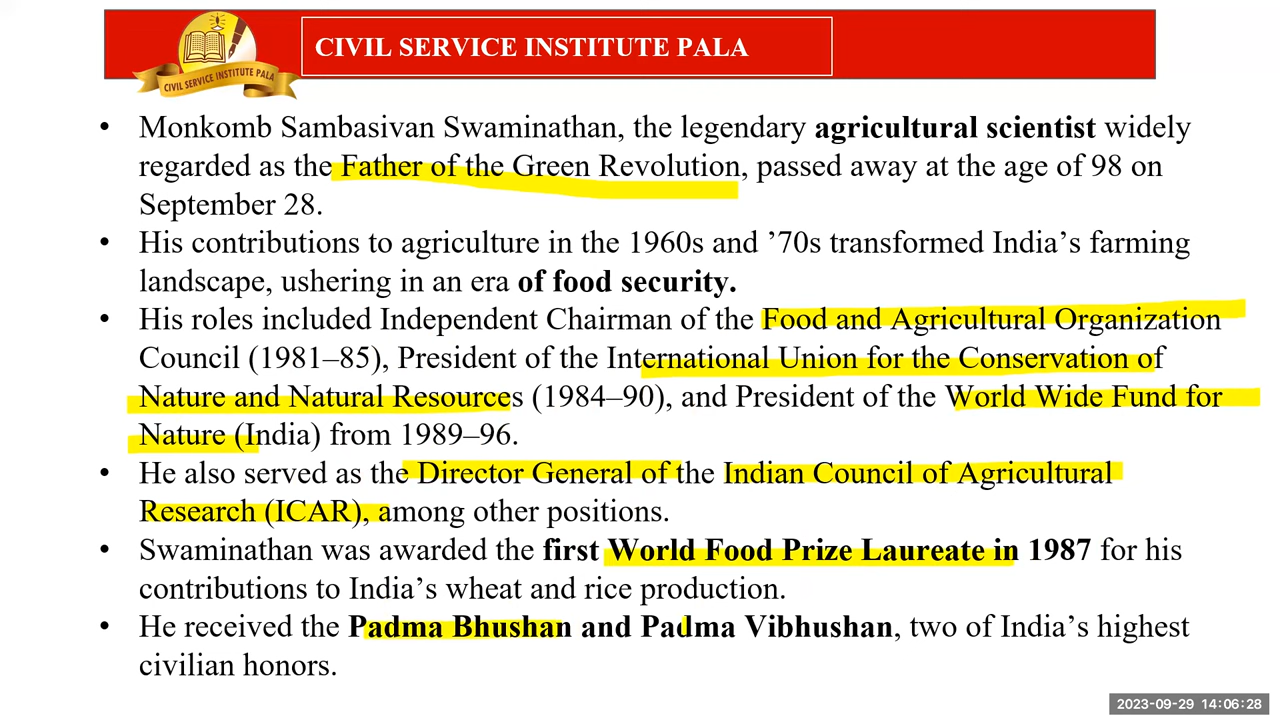 CIVIL SERVICE INSTITUTE PALA
CIVIL SERVICE INSTITUTE PALA
• Monkomb Sambasivan Swaminathan, the legendary agricultural scientist widely
regarded as the Father of the Green Revolution, passed away at the age of 98 on
September 28.
• His contributions to agriculture in the 1960s and ’70s transformed India’s farming
landscape, ushering in an era of food security.
• His roles included Independent Chairman of the Food and Agricultural Organization
Council (1981–85), President of the International Union for the Conservation of
Nature and Natural Resources (1984–90), and President of the World Wide Fund for
Nature (India) from 1989–96.
• He also served as the Director General of the Indian Council of Agricultural
Research (ICAR), among other positions.
• Swaminathan was awarded the first World Food Prize Laureate in 1987 for his
contributions to India’s wheat and rice production.
• He received the Padma Bhushan and Padma Vibhushan, two of India’s highest
civilian honors.
2023-09-29 14:06:28